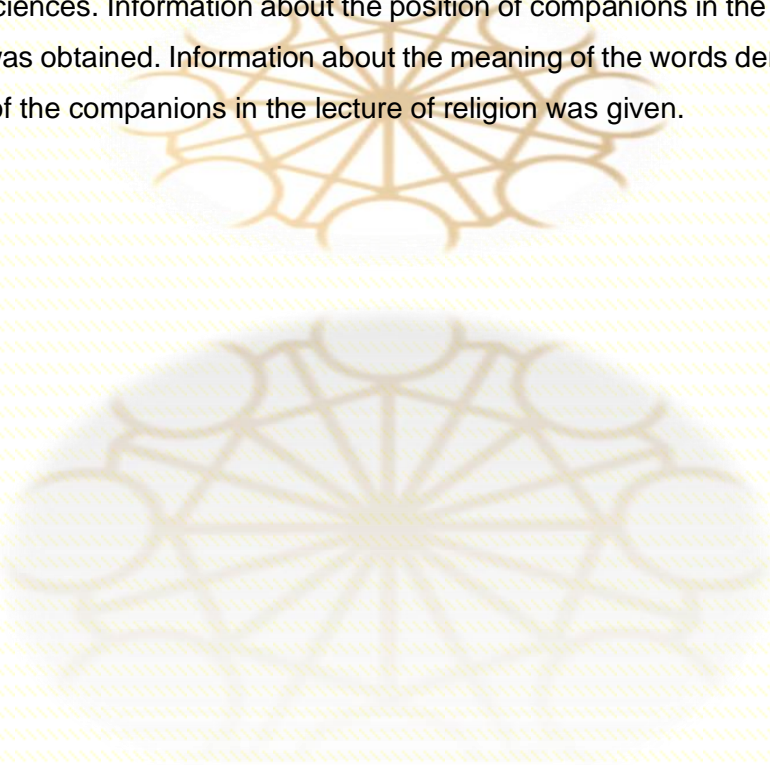 ciences. Information about the position of companions in the
was obtained. Information about the meaning of the words de
of the companions in the lecture of religion was given.